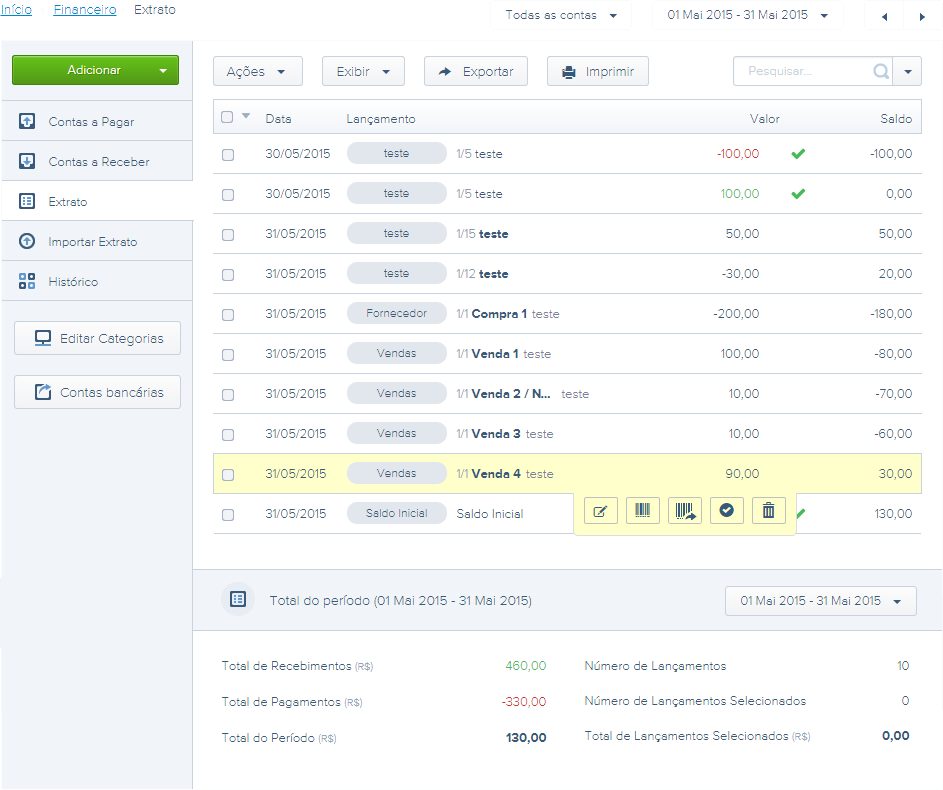 Início Financeiro Extrato Todas as contas 01 Mai 2015 - 31 Mai 2015
Adicionar
Contas a Pagar
Contas a Receber
Extrato
Importar Extrato
Histórico
Editar Categorias
Contas bancárias
Ações Exibir Exportar Imprimir Pesquisar...
Data Lançamento Valor Saldo
30/05/2015 teste 1/5 teste -100,00 -100,00
30/05/2015 teste 1/5 teste 100,00 0,00
31/05/2015 teste 1/15 teste 50,00 50,00
31/05/2015 teste 1/12 teste -30,00 20,00
31/05/2015 Fornecedor 1/1 Compra 1 teste -200,00 -180,00
31/05/2015 Vendas 1/1 Venda 1 teste 100,00 -80,00
31/05/2015 Vendas 1/1 Venda 2 / N... teste 10,00 -70,00
31/05/2015 Vendas 1/1 Venda 3 teste 10,00 -60,00
31/05/2015 Vendas 1/1 Venda 4 teste 90,00 30,00
31/05/2015 Saldo Inicial Saldo Inicial 130,00
Total do período (01 Mai 2015 - 31 Mai 2015) 01 Mai 2015 - 31 Mai 2015
Total de Recebimentos (R$) 460,00 Número de Lançamentos 10
Total de Pagamentos (R$) -330,00 Número de Lançamentos Selecionados 0
Total do Período (R$) 130,00 Total de Lançamentos Selecionados (R$) 0,00